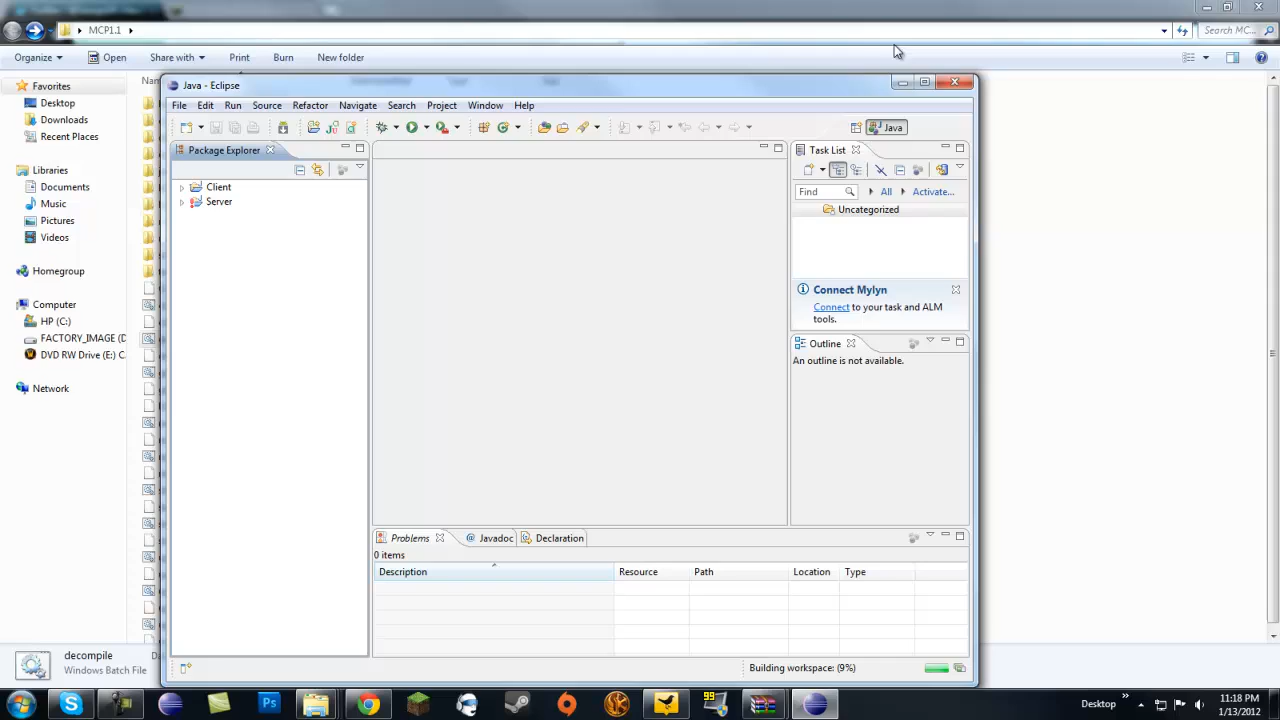 MCP1.1
Search MC...
Organize
Open
Share with
Print
Burn
New folder
Favorites
Desktop
Downloads
Recent Places
Libraries
Documents
Music
Pictures
Videos
Homegroup
Computer
HP (C:)
FACTORY_IMAGE (D
DVD RW Drive (E:) C
Network
Java - Eclipse
File Edit Run Source Refactor Navigate Search Project Window Help
Java
Package Explorer
Client
Server
Task List
Find
All
Activate...
Uncategorized
Connect Mylyn
Connect to your task and ALM
tools.
Outline
An outline is not available.
Problems
@ Javadoc
Declaration
0 items
Description Resource Path Location Type
Building workspace: (9%)
decompile
Windows Batch File
Ps
99
Desktop
11:18 PM
1/13/2012